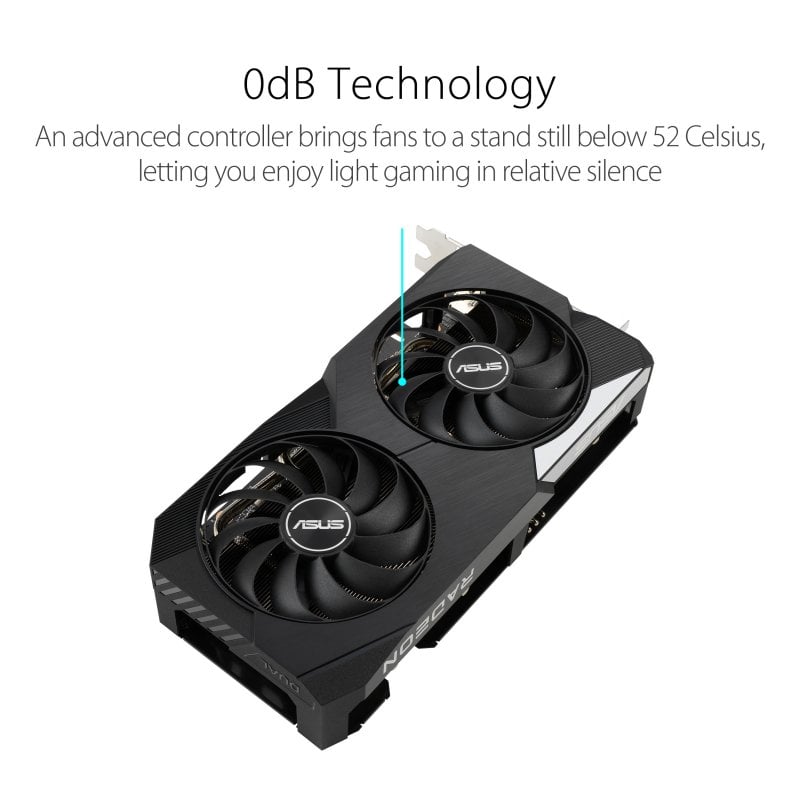 0dB Technology
An advanced controller brings fans to a stand still below 52 Celsius,
letting you enjoy light gaming in relative silence
ASUS
ASUS
RADEON
DUAL